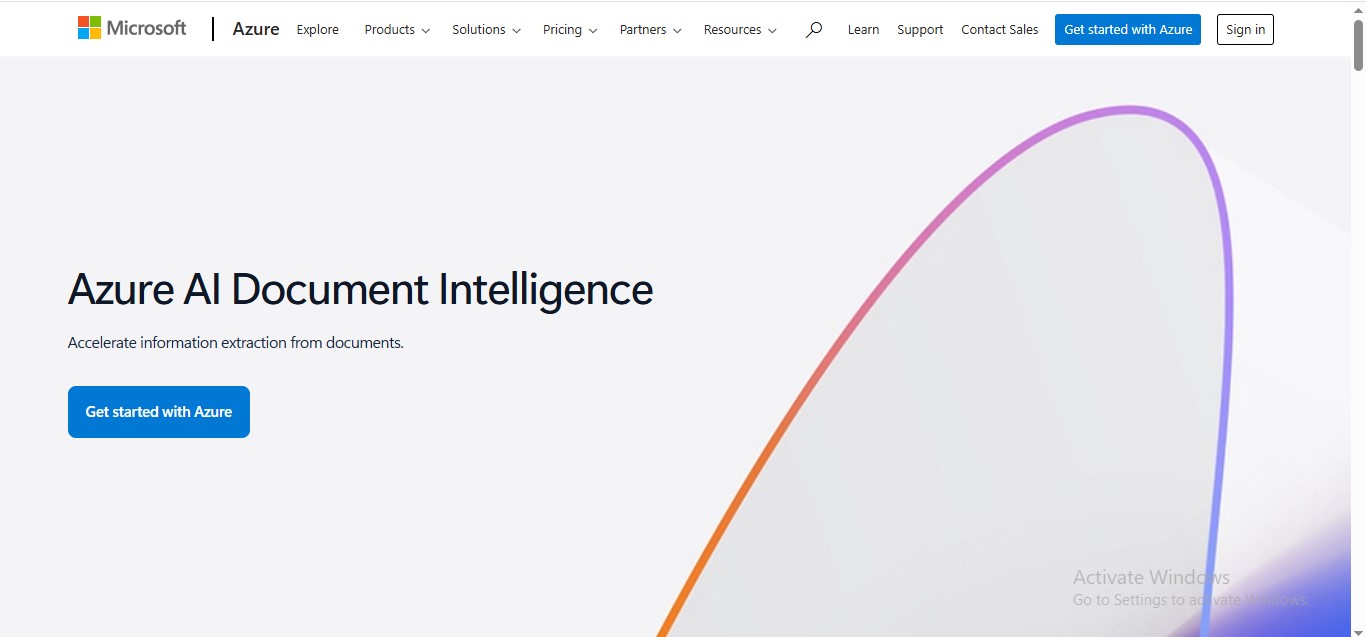 Microsoft Azure Explore Products Solutions Pricing Partners Resources Learn Support Contact Sales Get started with Azure Sign in
Azure AI Document Intelligence
Accelerate information extraction from documents.
Get started with Azure
Activate Windows
Go to Settings to activate Windows.